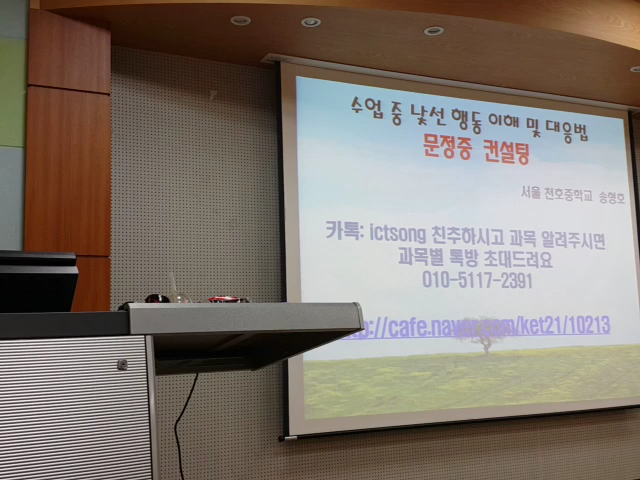 수업 중 낯선 행동 이해 및 대응법
문정중 컨설팅
서울 천호중학교 송형호
카톡: ictsong 친추하시고 과목 알려주시면
과목별 톡방 초대드려요
010-5117-2391
http://cafe.naver.com/ket21/10213